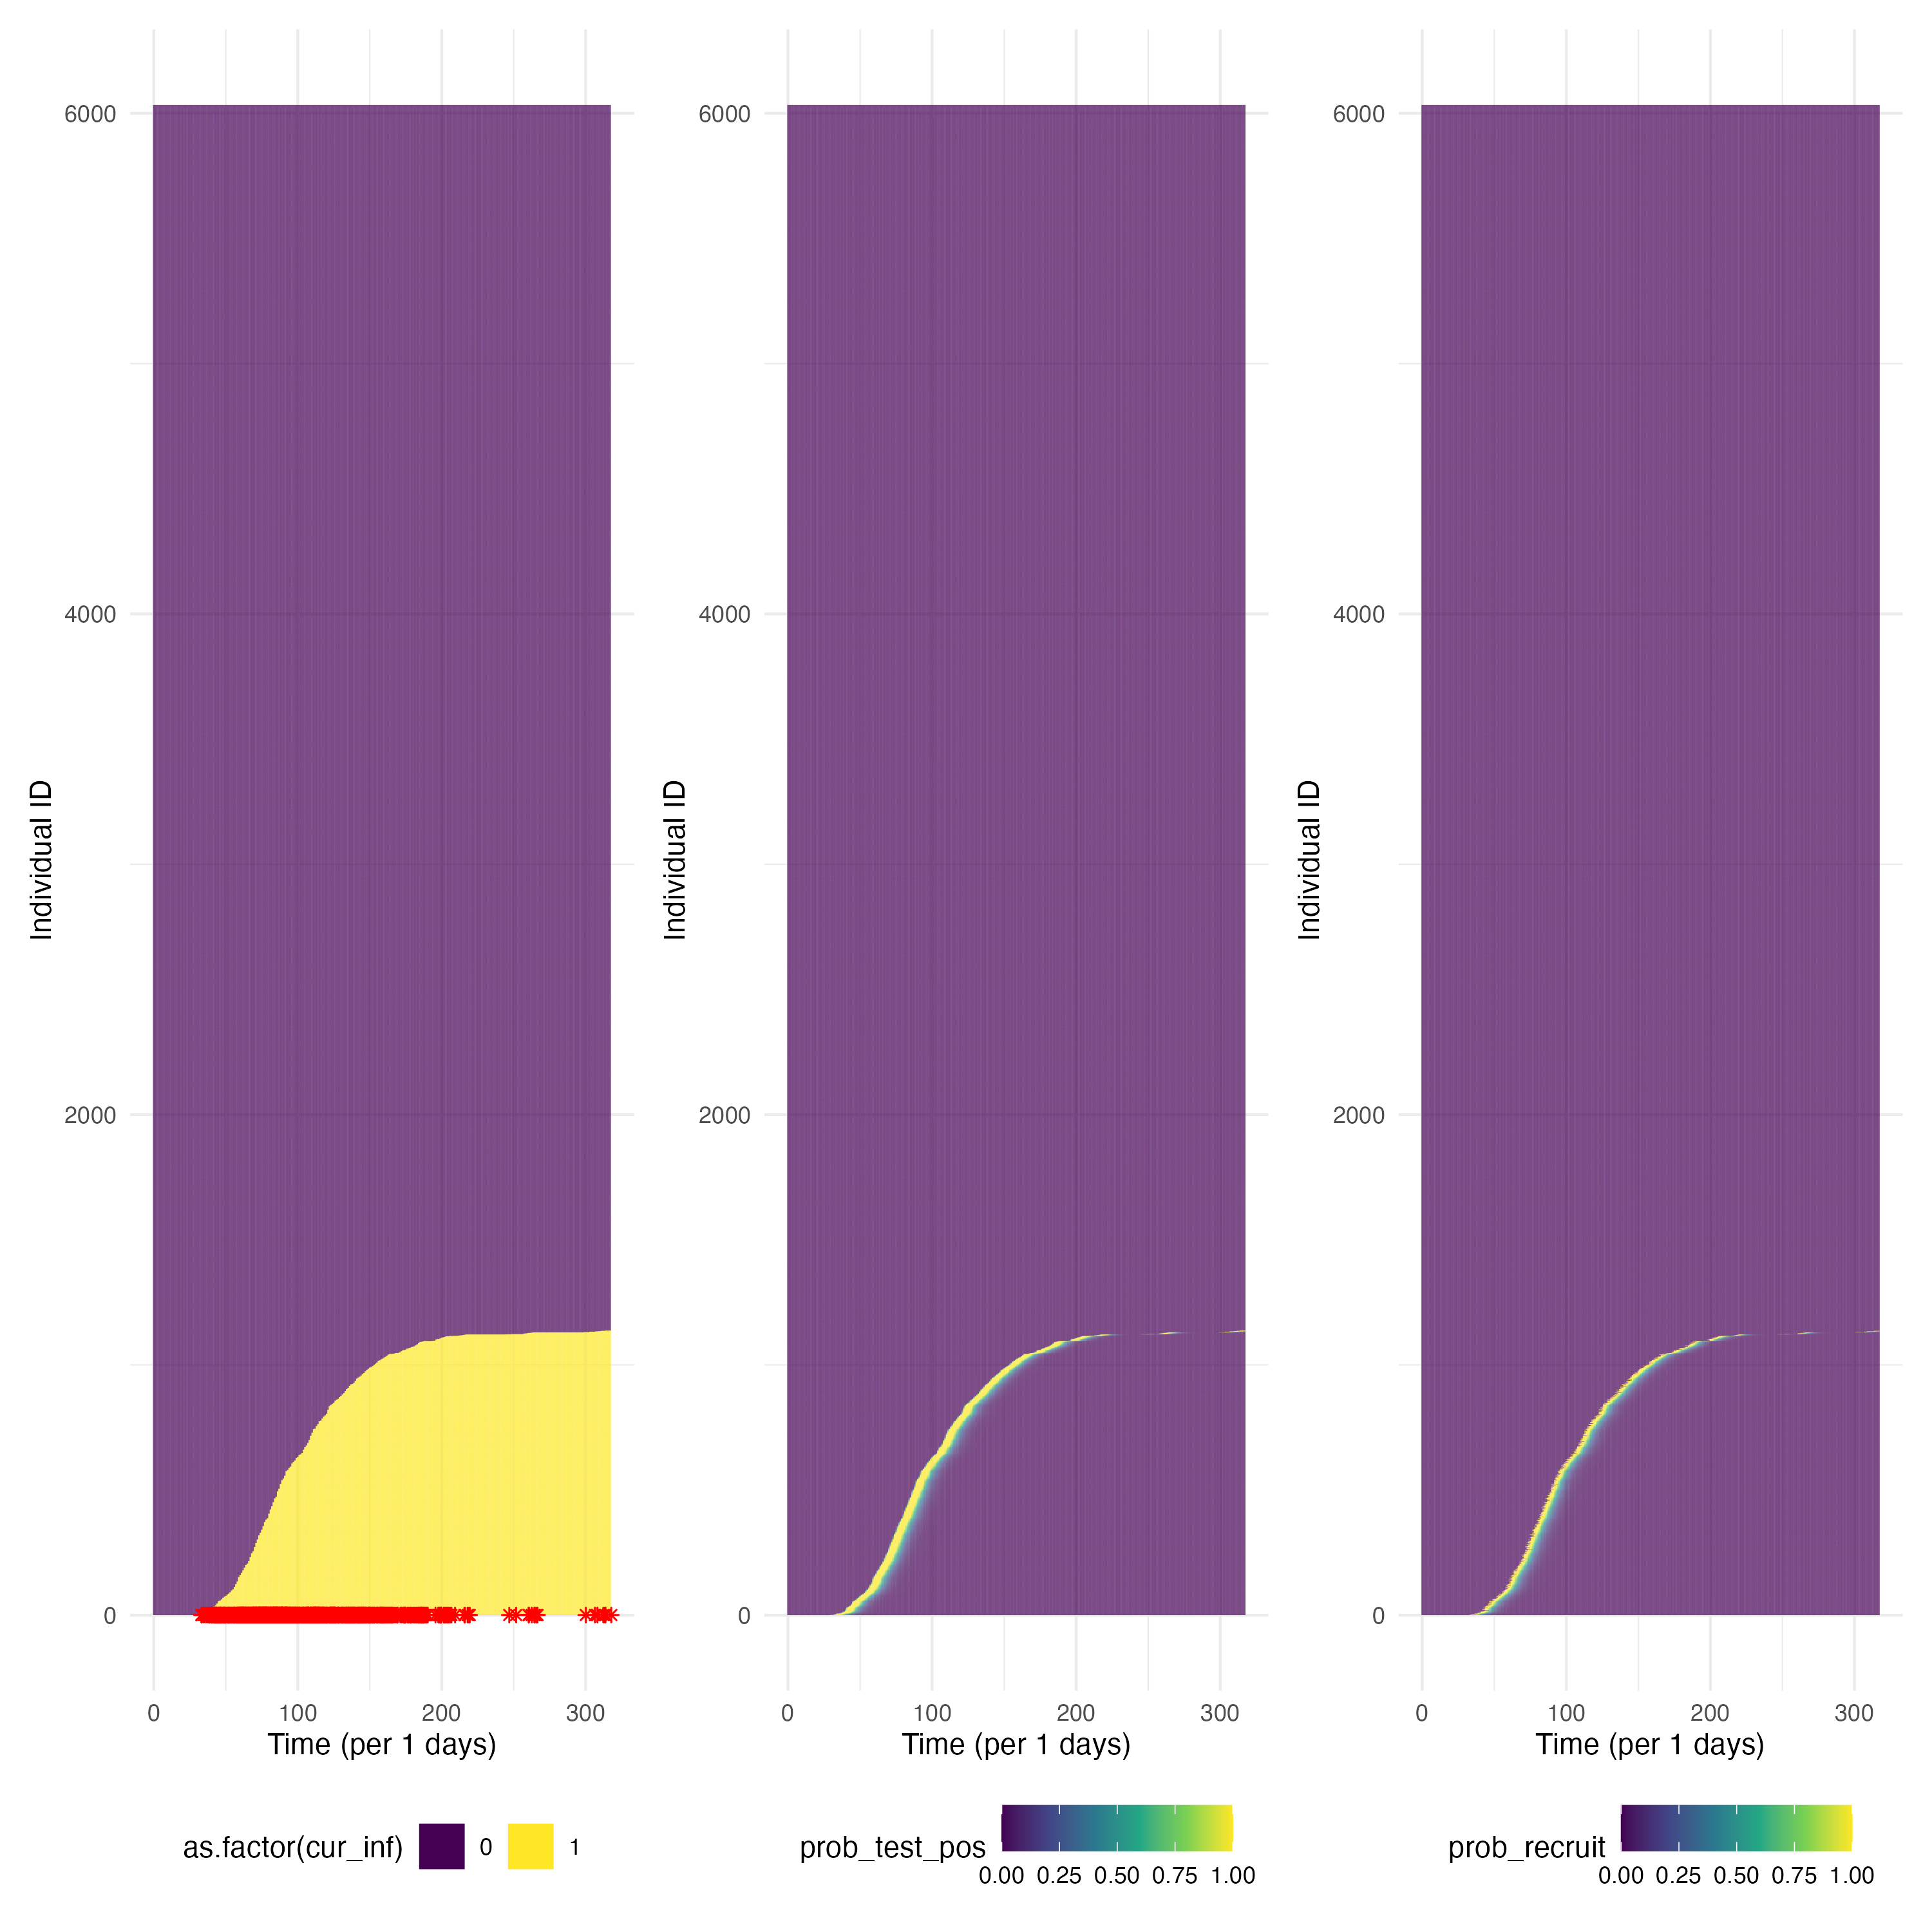 6000
4000
2000
0
Individual ID
0 100 200 300
Time (per 1 days)
as.factor(cur_inf) 0 1
6000
4000
2000
0
Individual ID
0 100 200 300
Time (per 1 days)
prob_test_pos
0.00 0.25 0.50 0.75 1.00
6000
4000
2000
0
Individual ID
0 100 200 300
Time (per 1 days)
prob_recruit
0.00 0.25 0.50 0.75 1.00